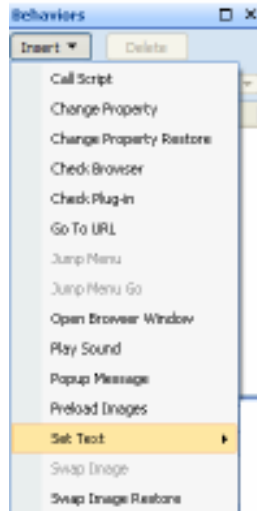 Behaviors
Insert
Delete
Call Script
Change Property
Change Property Restore
Check Browser
Check Plug-in
Go To URL
Jump Menu
Jump Menu Go
Open Browser Window
Play Sound
Popup Message
Preload Images
Set Text
Swap Image
Swap Image Restore